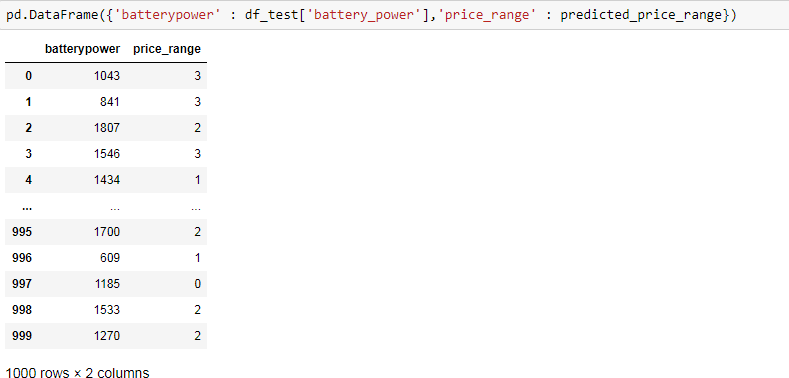 pd.DataFrame({'batterypower' : df_test['battery_power'],'price_range' : predicted_price_range})
batterypower price_range
0 1043 3
1 841 3
2 1807 2
3 1546 3
4 1434 1
... ... ...
995 1700 2
996 609 1
997 1185 0
998 1533 2
999 1270 2
1000 rows × 2 columns